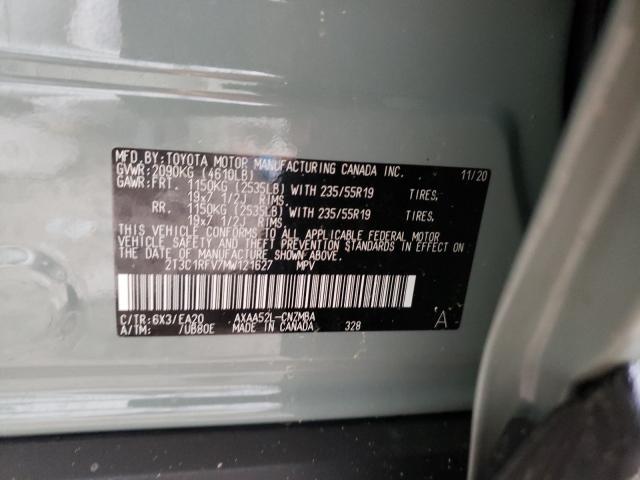 MFD.BY:TOYOTA MOTOR MANUFACTURING CANADA INC. 11/20
GVWR:2090KG (4610LB)
GAWR:FRT. 1150KG (2535LB) WITH 235/55R19 TIRES.
19X7 1/2J RIMS.
RR. 1150KG (2535LB) WITH 235/55R19 TIRES.
19X7 1/2J RIMS.
THIS VEHICLE CONFORMS TO ALL APPLICABLE FEDERAL MOTOR
VEHICLE SAFETY AND THEFT PREVENTION STANDARDS IN EFFECT ON
THE DATE OF MANUFACTURE SHOWN ABOVE.
2T3C1RFV7MW121627 MPV
C/TR:6X3/EA20 AXAA52L-CNZMBA
A/TM: /UB80E MADE IN CANADA 328 A